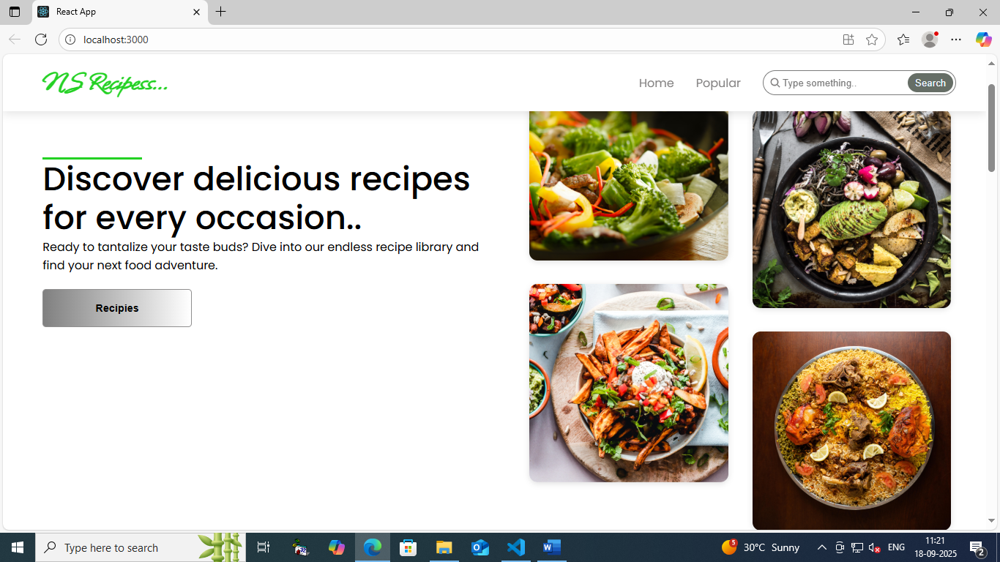 React App
localhost:3000
NS Recipess...
Home
Popular
Type something..
Search
Discover delicious recipes
for every occasion..
Ready to tantalize your taste buds? Dive into our endless recipe library and
find your next food adventure.
Recipies
Type here to search
5
30°C Sunny
ENG
11:21
18-09-2025
2